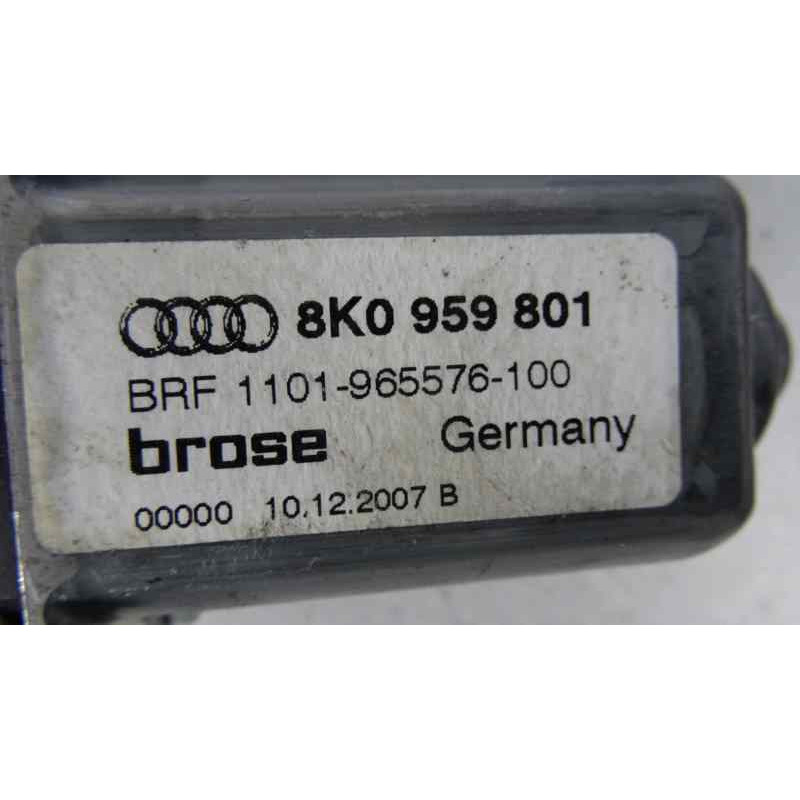 8K0 959 801
BRF 1101-965576-100
brose Germany
00000 10.12.2007 B